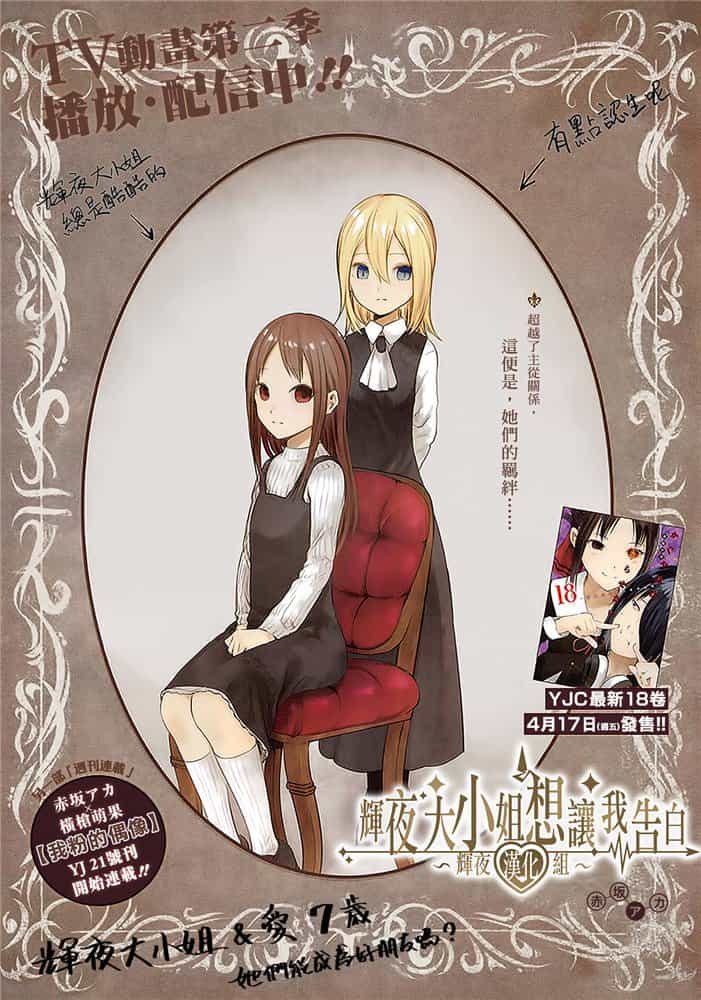 TV動畫第二季
播放·配信中!!
有點認生呢
輝夜大小姐
總是酷酷的
超越了主從關係,
這便是,她們的羈絆……
18
YJC最新18卷
4月17日(週五)發售!!
另一部「週刊連載」
赤坂アカ
×
橫槍萌果
【我粉的偶像】
YJ 21號刊
開始連載!!
輝夜大小姐想讓我告白
～輝夜漢化組～
赤坂アカ
輝夜大小姐 & 愛 7歲
她們能成為好朋友嗎?